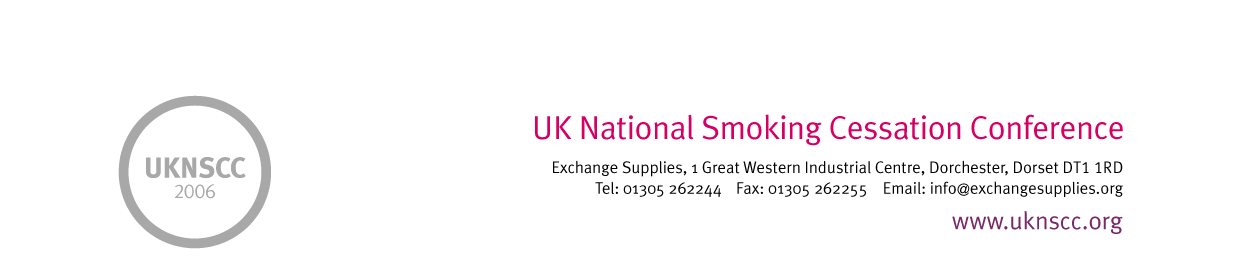 UKNSCC
2006
UK National Smoking Cessation Conference
Exchange Supplies, 1 Great Western Industrial Centre, Dorchester, Dorset DT1 1RD
Tel: 01305 262244 Fax: 01305 262255 Email: info@exchangesupplies.org
www.uknscc.org